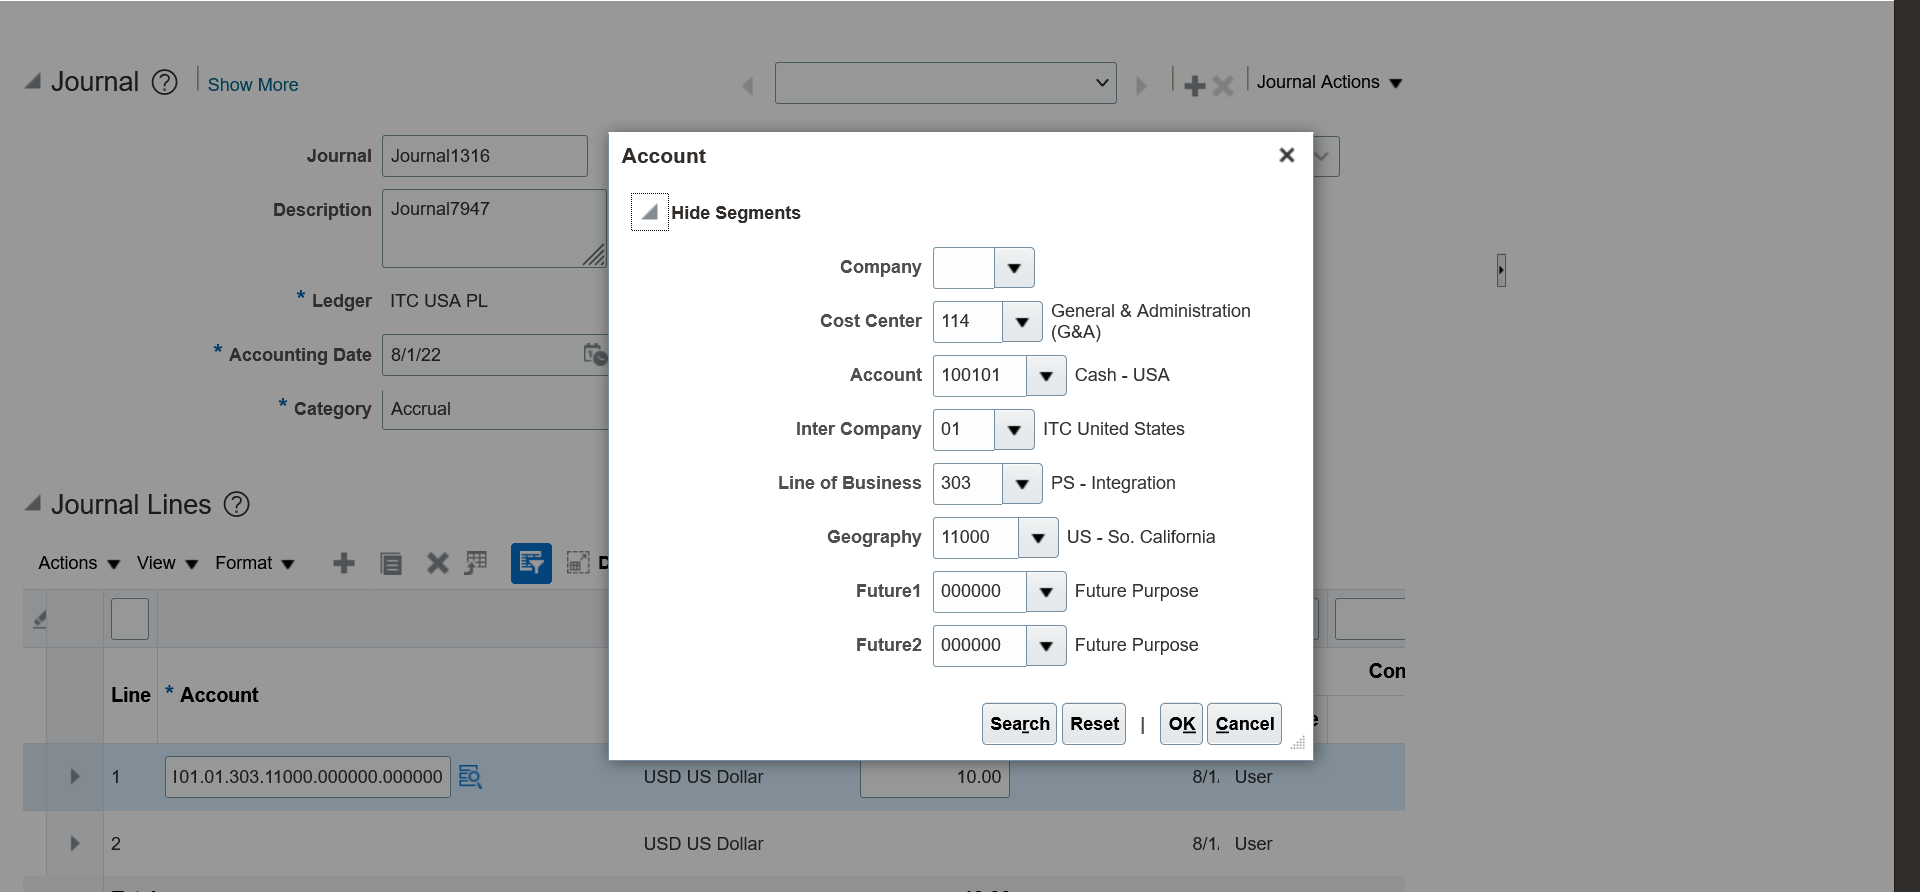 Journal
Show More
Journal Actions
Journal
Journal1316
Description
Journal7947
* Ledger
ITC USA PL
* Accounting Date
8/1/22
* Category
Accrual
Account
Hide Segments
Company
Cost Center
114
General & Administration
(G&A)
Account
100101
Cash - USA
Inter Company
01
ITC United States
Line of Business
303
PS - Integration
Geography
11000
US - So. California
Future1
000000
Future Purpose
Future2
000000
Future Purpose
Search
Reset
|
OK
Cancel
Journal Lines
Actions
View
Format
Line
* Account
1
101.01.303.11000.000000.000000
USD US Dollar
10.00
8/1
User
2
USD US Dollar
8/1
User